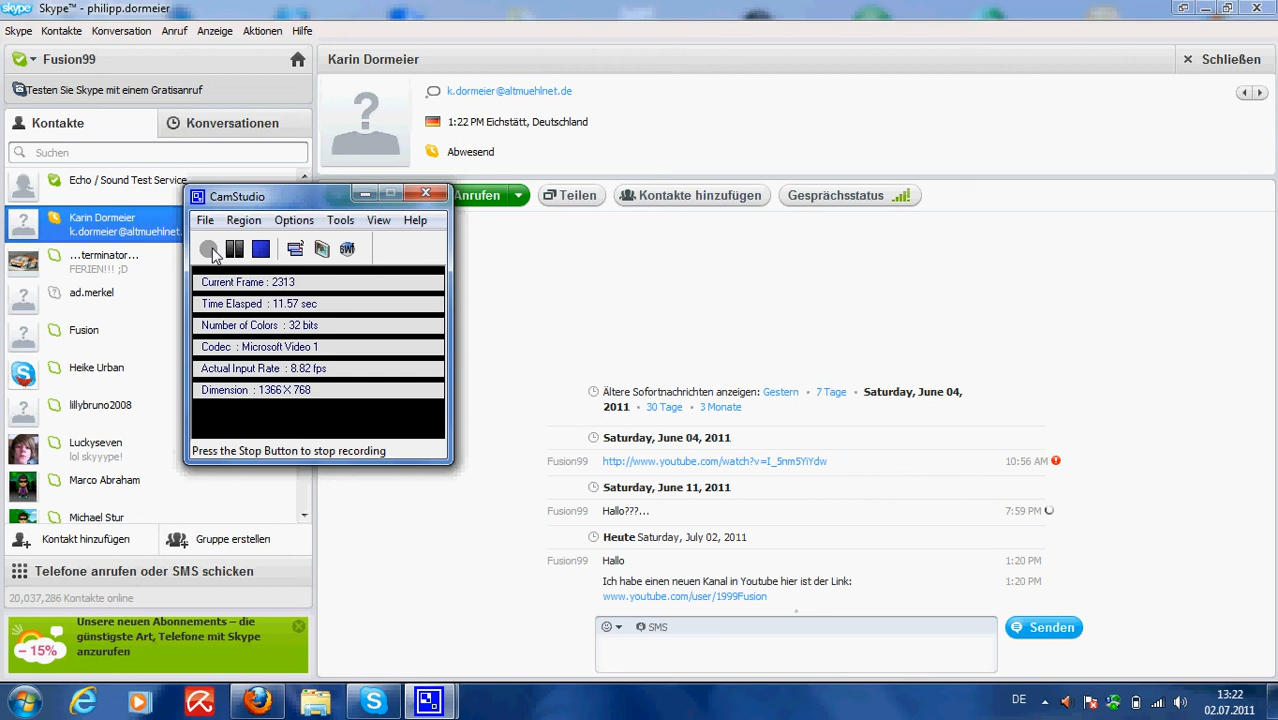 skype Skype™ - philipp.dormeier
Skype Kontakte Konversation Anruf Anzeige Aktionen Hilfe
Fusion99
Testen Sie Skype mit einem Gratisanruf
Kontakte Konversationen
Suchen
Echo / Sound Test Service
Karin Dormeier
k.dormeier@altmuehlnet.
...terminator...
FERIEN!!! ;D
ad.merkel
Fusion
Heike Urban
lillybruno2008
Luckyseven
lol skyyype!
Marco Abraham
Michael Stur
Kontakt hinzufügen Gruppe erstellen
Telefone anrufen oder SMS schicken
20,037,286 Kontakte online
Unsere neuen Abonnements – die
günstigste Art, Telefone mit Skype
anzurufen
– 15%
CamStudio
File Region Options Tools View Help
SWF
Current Frame : 2313
Time Elasped : 11.57 sec
Number of Colors : 32 bits
Codec : Microsoft Video 1
Actual Input Rate : 8.82 fps
Dimension : 1366 X 768
Press the Stop Button to stop recording
Karin Dormeier Schließen
k.dormeier@altmuehlnet.de
1:22 PM Eichstätt, Deutschland
Abwesend
Anrufen Teilen Kontakte hinzufügen Gesprächsstatus
Ältere Sofortnachrichten anzeigen: Gestern • 7 Tage • Saturday, June 04,
2011 • 30 Tage • 3 Monate
Saturday, June 04, 2011
Fusion99 http://www.youtube.com/watch?v=I_5nm5YiYdw 10:56 AM
Saturday, June 11, 2011
Fusion99 Hallo???... 7:59 PM
Heute Saturday, July 02, 2011
Fusion99 Hallo 1:20 PM
Ich habe einen neuen Kanal in Youtube hier ist der Link: 1:20 PM
www.youtube.com/user/1999Fusion
SMS
Senden
DE 13:22
02.07.2011